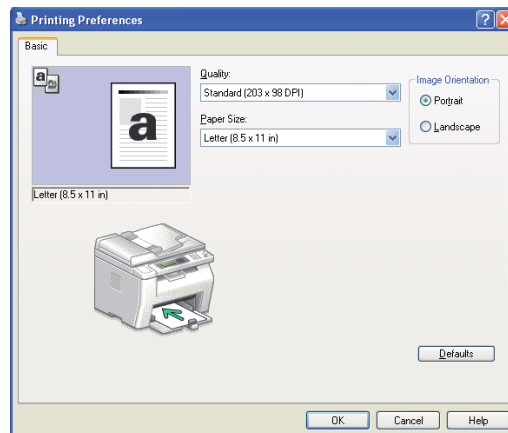 Printing Preferences
Basic
a
a
a
Letter (8.5 x 11 in)
Quality:
Standard (203 x 98 DPI)
Paper Size:
Letter (8.5 x 11 in)
Image Orientation
Portrait
Landscape
Defaults
OK Cancel Help